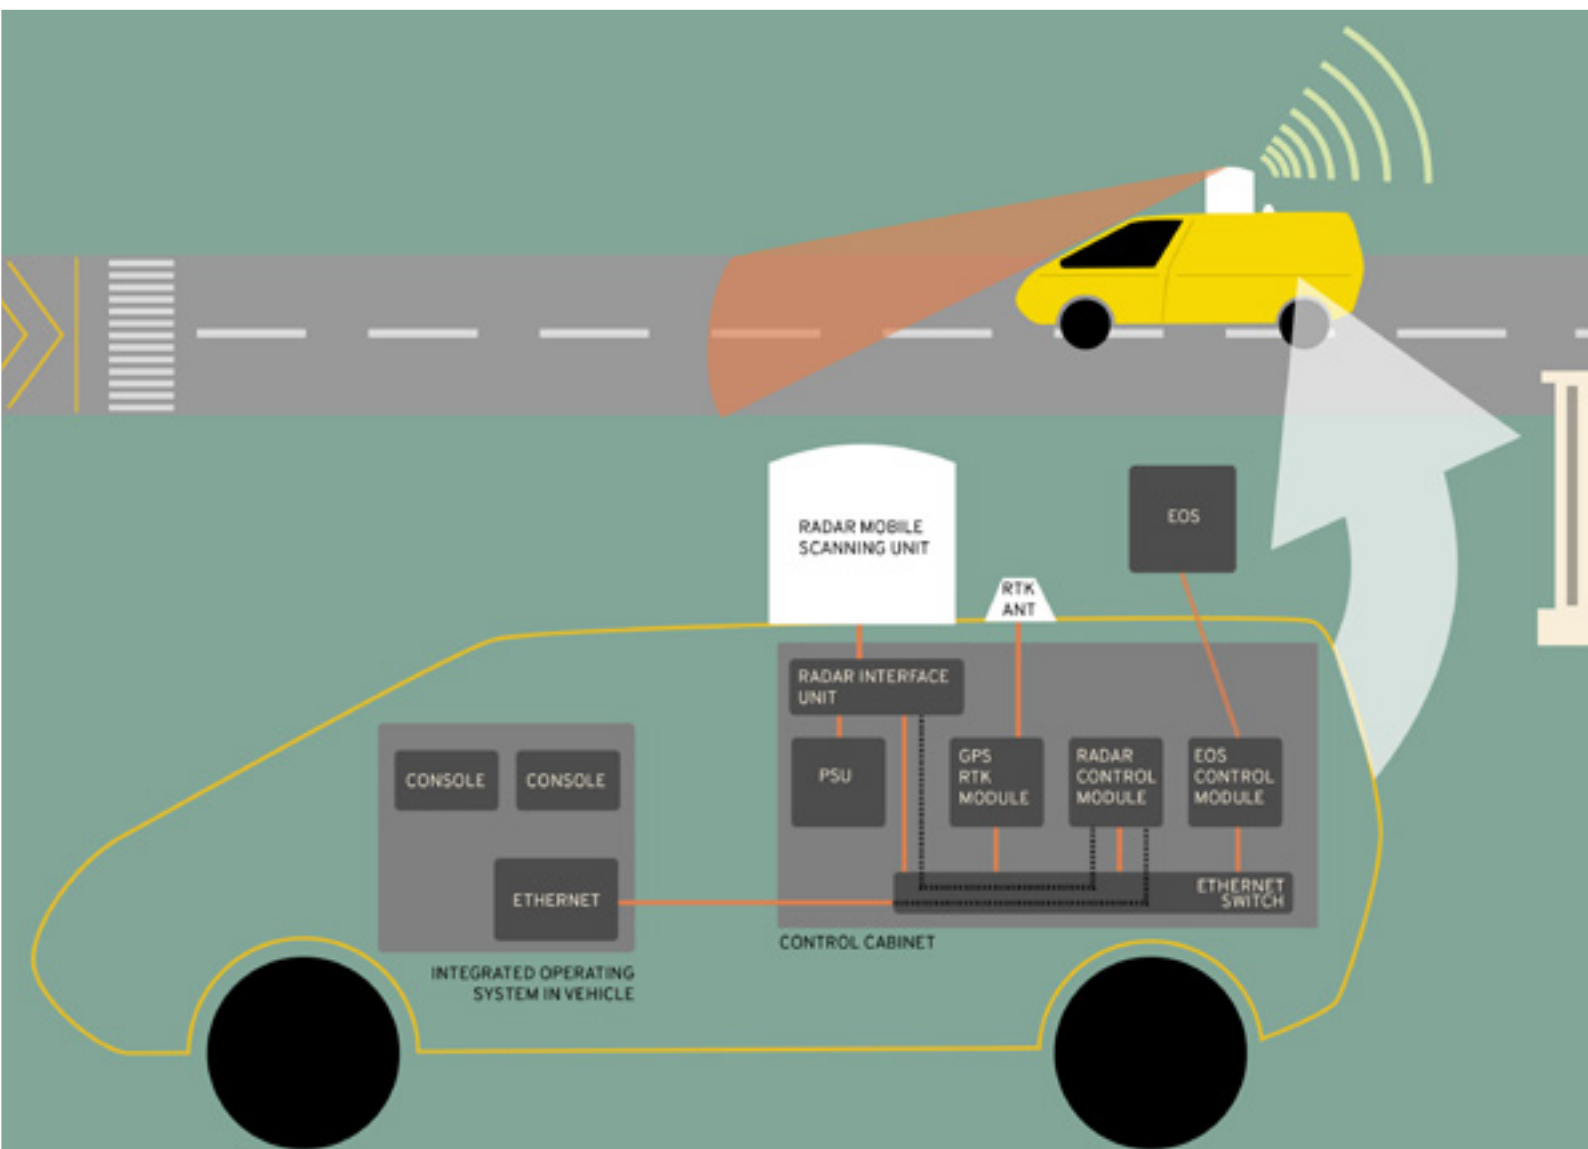 RADAR MOBILE
SCANNING UNIT
EOS
RTK
ANT
RADAR INTERFACE
UNIT
CONSOLE
CONSOLE
PSU
GPS
RTK
MODULE
RADAR
CONTROL
MODULE
EOS
CONTROL
MODULE
ETHERNET
ETHERNET
SWITCH
CONTROL CABINET
INTEGRATED OPERATING
SYSTEM IN VEHICLE